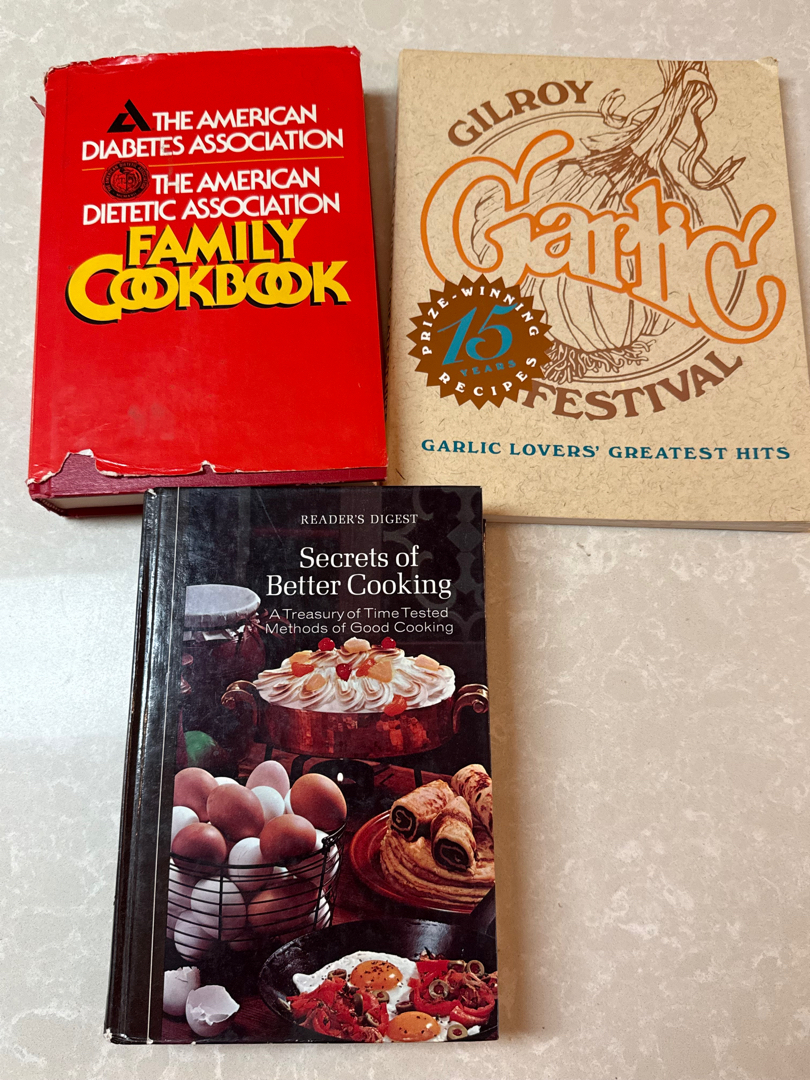 THE AMERICAN
DIABETES ASSOCIATION
THE AMERICAN
DIETETIC ASSOCIATION
FAMILY
COOKBOOK
GILROY
Garlic
FESTIVAL
PRIZE-WINNING
15
YEARS
RECIPES
GARLIC LOVERS' GREATEST HITS
READER'S DIGEST
Secrets of
Better Cooking
A Treasury of Time Tested
Methods of Good Cooking